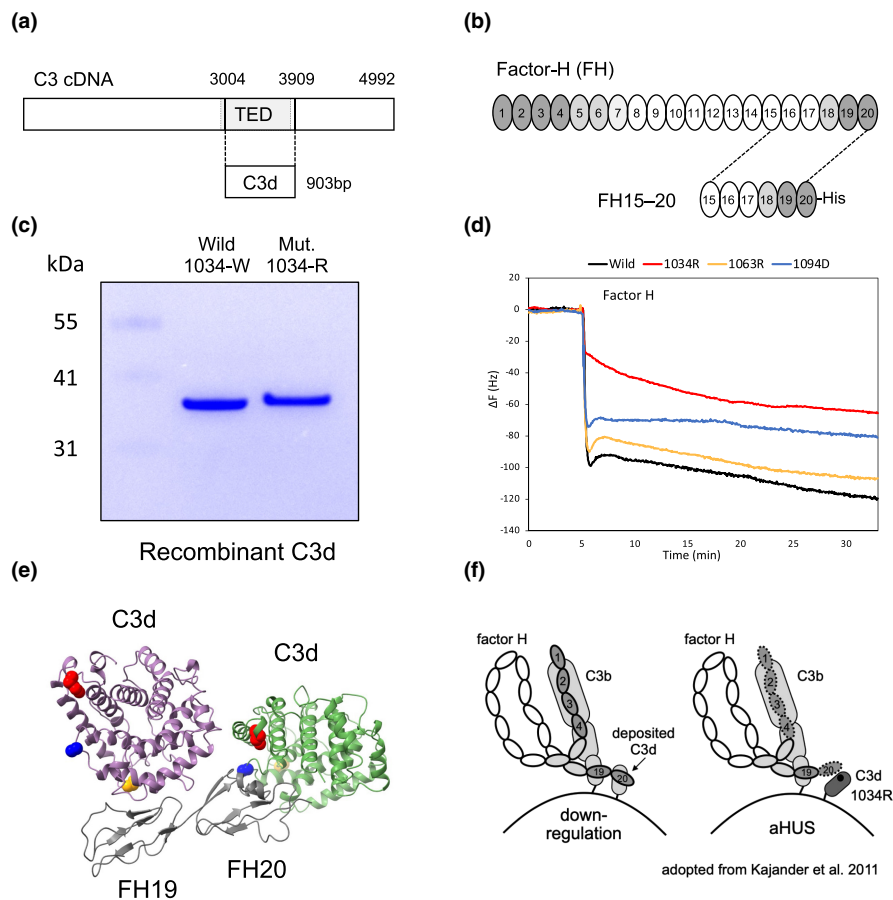 (a)
C3 cDNA 3004 3909 4992
TED
C3d 903bp
(b)
Factor-H (FH)
1 2 3 4 5 6 7 8 9 10 11 12 13 14 15 16 17 18 19 20
FH15–20 15 16 17 18 19 20 -His
(c)
kDa
Wild Mut.
1034-W 1034-R
55
41
31
Recombinant C3d
(d)
Wild 1034R 1063R 1094D
Factor H
20
0
-20
-40
-60
-80
-100
-120
-140
ΔF (Hz)
0 5 10 15 20 25 30
Time (min)
(e)
C3d
C3d
FH19
FH20
(f)
factor H
1
2
3
4
C3b
deposited
C3d
19 20
down-
regulation
factor H
1
2
3
4
C3b
19 20
C3d
1034R
aHUS
adopted from Kajander et al. 2011